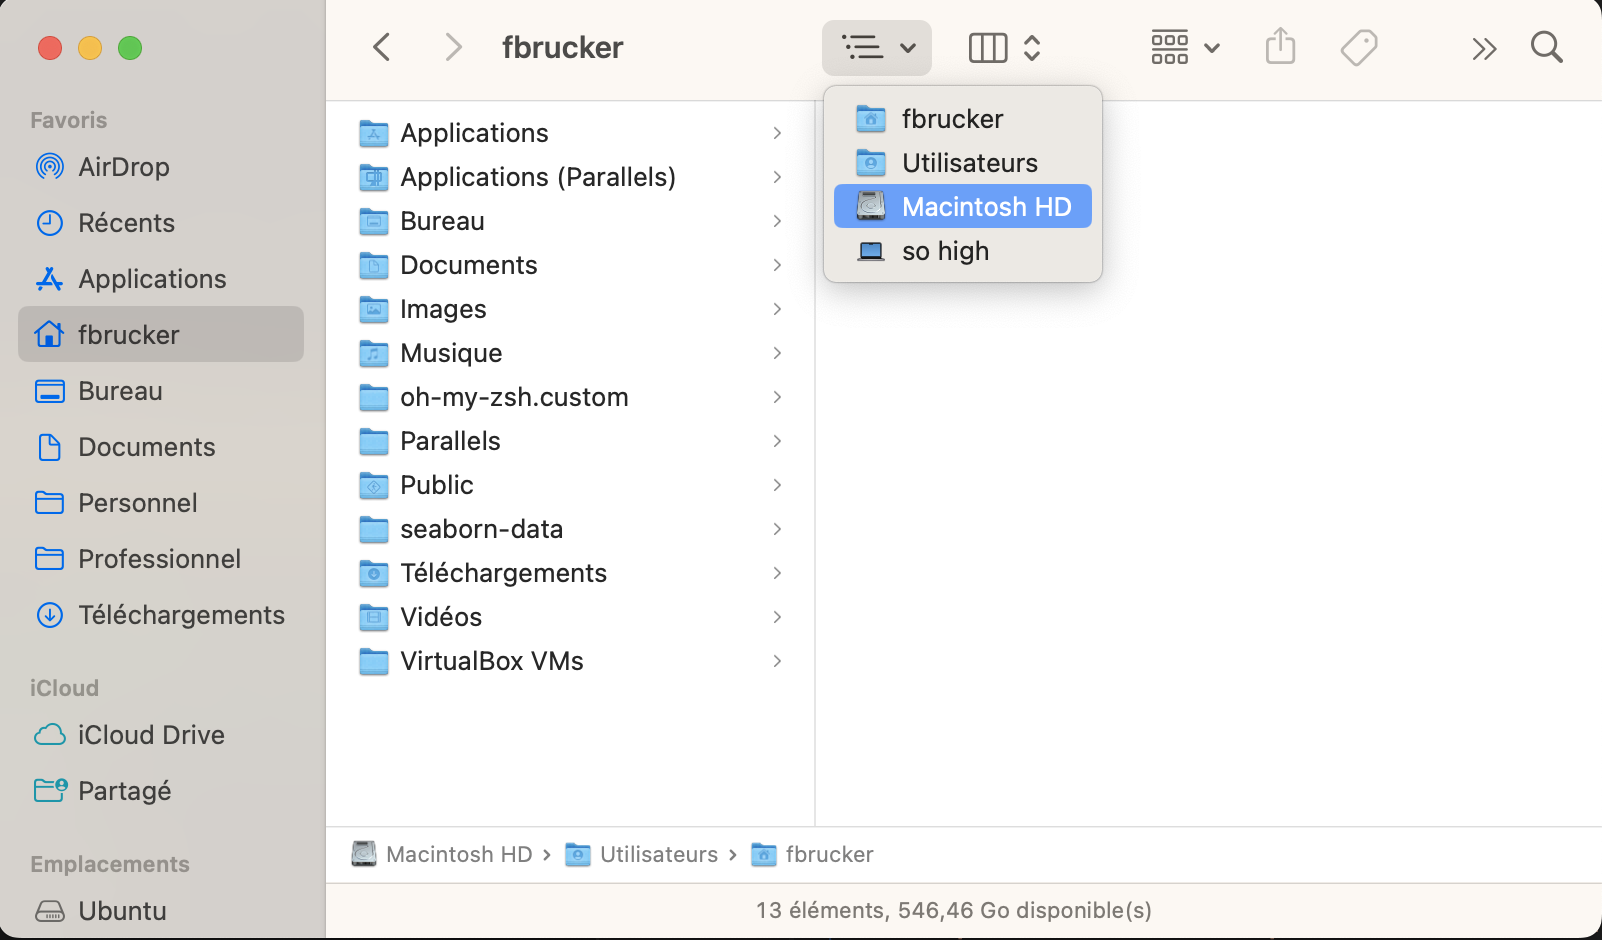 fbrucker
Favoris
AirDrop
Récents
Applications
fbrucker
Bureau
Documents
Personnel
Professionnel
Téléchargements
iCloud
iCloud Drive
Partagé
Emplacements
Ubuntu
Applications
Applications (Parallels)
Bureau
Documents
Images
Musique
oh-my-zsh.custom
Parallels
Public
seaborn-data
Téléchargements
Vidéos
VirtualBox VMs
fbrucker
Utilisateurs
Macintosh HD
so high
Macintosh HD › Utilisateurs › fbrucker
13 éléments, 546,46 Go disponible(s)